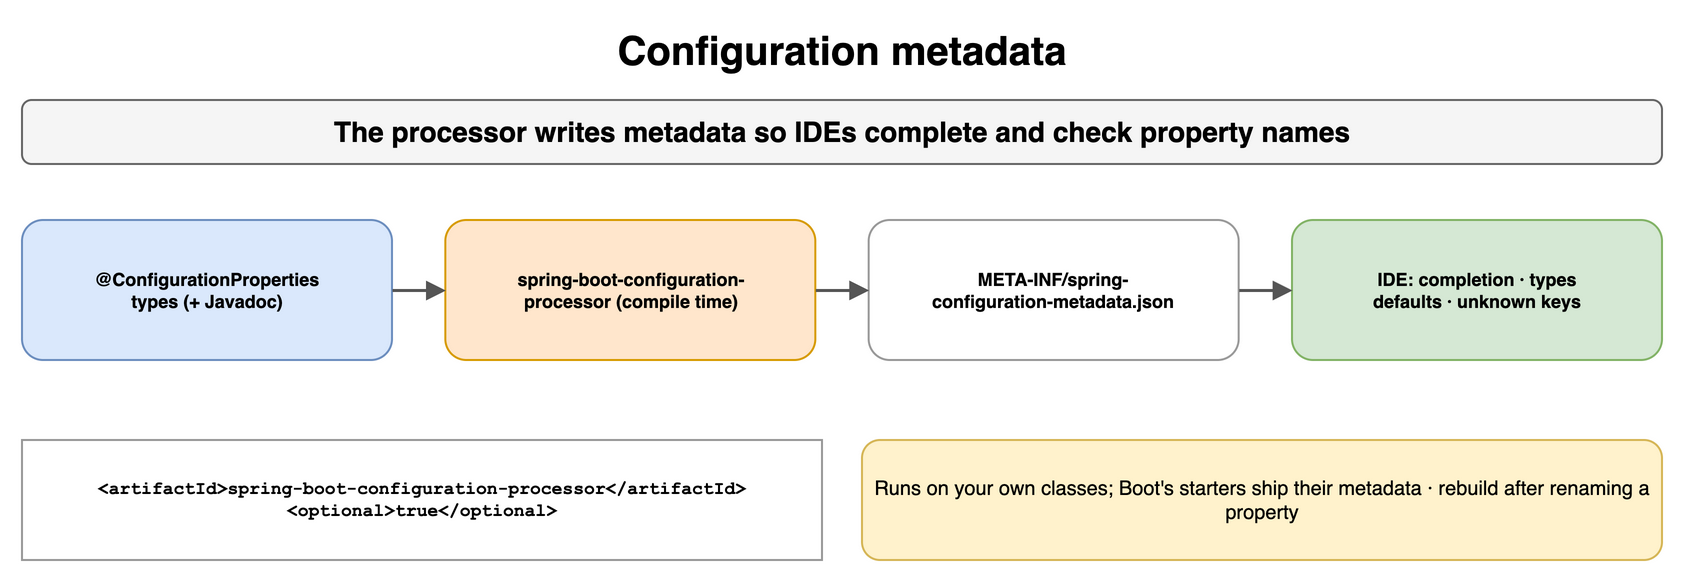 Configuration metadata
The processor writes metadata so IDEs complete and check property names
@ConfigurationProperties
types (+ Javadoc)
spring-boot-configuration-
processor (compile time)
META-INF/spring-
configuration-metadata.json
IDE: completion · types
defaults · unknown keys
<artifactId>spring-boot-configuration-processor</artifactId>
<optional>true</optional>
Runs on your own classes; Boot's starters ship their metadata · rebuild after renaming a
property